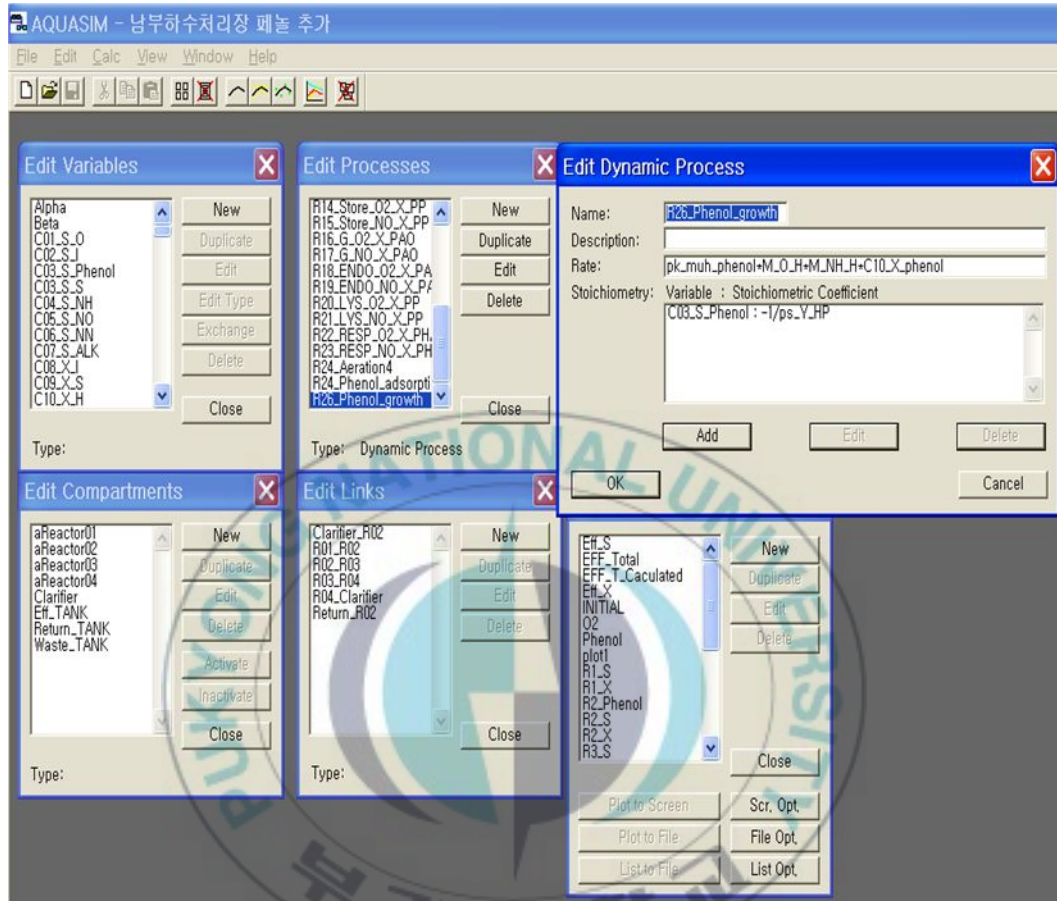 AQUASIM - 남부하수처리장 페놀 추가
File Edit Calc View Window Help
Edit Variables
Alpha
Beta
C01_S_O
C02_S_I
C03_S_Phenol
C03_S_S
C04_S_NH
C05_S_NO
C06_S_NN
C07_S_ALK
C08_X_I
C09_X_S
C10_X_H
New
Duplicate
Edit
Edit Type
Exchange
Delete
Close
Type:
Edit Processes
R14_Store_O2_X_PP
R15_Store_NO_X_PP
R16_G_O2_X_PAO
R17_G_NO_X_PAO
R18_ENDO_O2_X_PA
R19_ENDO_NO_X_PA
R20_LYS_O2_X_PP
R21_LYS_NO_X_PP
R22_RESP_O2_X_PH
R23_RESP_NO_X_PH
R24_Aeration4
R24_Phenol_adsorpti
R26_Phenol_growth
New
Duplicate
Edit
Delete
Close
Type: Dynamic Process
Edit Dynamic Process
Name: R26_Phenol_growth
Description:
Rate: pk_muh_phenol*M_O_H*M_NH_H*C10_X_phenol
Stoichiometry: Variable : Stoichiometric Coefficient
C03_S_Phenol : -1/ps_Y_HP
Add Edit Delete
OK Cancel
Edit Compartments
aReactor01
aReactor02
aReactor03
aReactor04
Clarifier
Eff_TANK
Return_TANK
Waste_TANK
New
Duplicate
Edit
Delete
Activate
Inactivate
Close
Type:
Edit Links
Clarifier_R02
R01_R02
R02_R03
R03_R04
R04_Clarifier
Return_R02
New
Duplicate
Edit
Delete
Close
Type:
Eff_S
EFF_Total
EFF_T_Caculated
Eff_X
INITIAL
O2
Phenol
plot1
R1_S
R1_X
R2_Phenol
R2_S
R2_X
R3_S
New
Duplicate
Edit
Delete
Close
Plot to Screen Scr. Opt.
Plot to File File Opt.
List to File List Opt.
PUKYONG NATIONAL UNIVERSITY